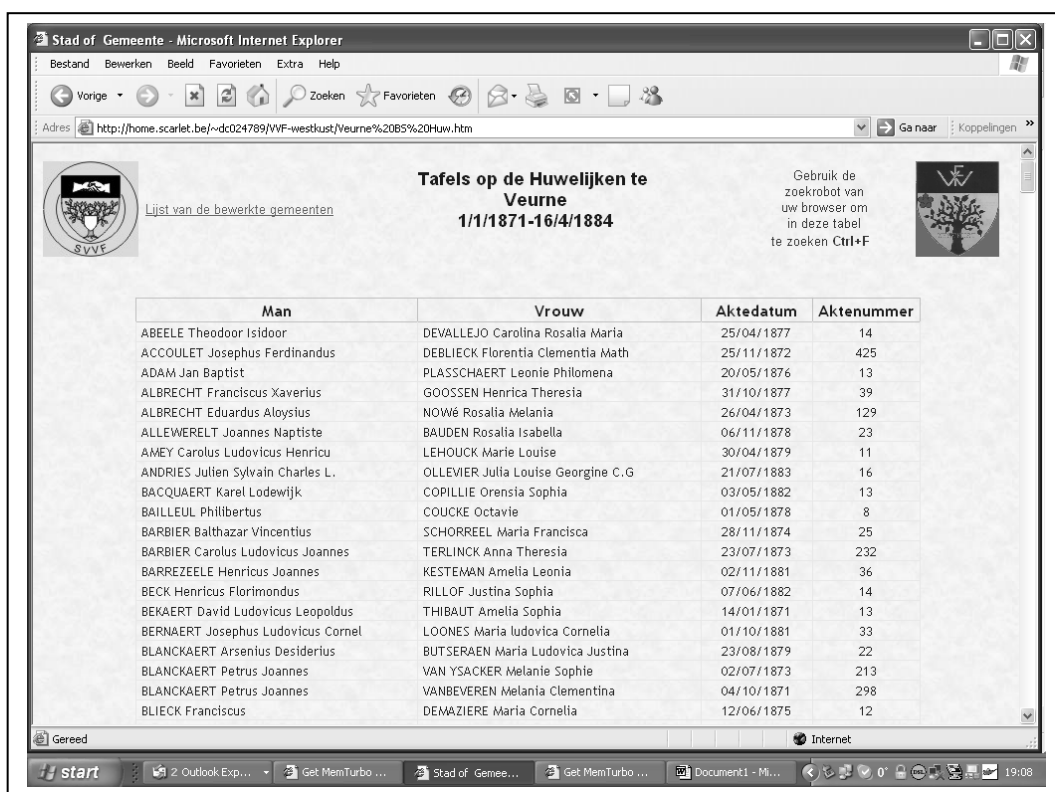 Stad of Gemeente - Microsoft Internet Explorer
Bestand Bewerken Beeld Favorieten Extra Help
Vorige Zoeken Favorieten
Adres http://home.scarlet.be/~dc024789/VVF-westkust/Veurne%20BS%20Huw.htm Ga naar Koppelingen »
SVVF
Lijst van de bewerkte gemeenten
Tafels op de Huwelijken te
Veurne
1/1/1871-16/4/1884
Gebruik de
zoekrobot van
uw browser om
in deze tabel
te zoeken Ctrl+F
VVF
Man Vrouw Aktedatum Aktenummer
ABEELE Theodoor Isidoor DEVALLEJO Carolina Rosalia Maria 25/04/1877 14
ACCOULET Josephus Ferdinandus DEBLIECK Florentia Clementia Math 25/11/1872 425
ADAM Jan Baptist PLASSCHAERT Leonie Philomena 20/05/1876 13
ALBRECHT Franciscus Xaverius GOOSSEN Henrica Theresia 31/10/1877 39
ALBRECHT Eduardus Aloysius NOWé Rosalia Melania 26/04/1873 129
ALLEWERELT Joannes Naptiste BAUDEN Rosalia Isabella 06/11/1878 23
AMEY Carolus Ludovicus Henricu LEHOUCK Marie Louise 30/04/1879 11
ANDRIES Julien Sylvain Charles L. OLLEVIER Julia Louise Georgine C.G 21/07/1883 16
BACQUAERT Karel Lodewijk COPILLIE Orensia Sophia 03/05/1882 13
BAILLEUL Philibertus COUCKE Octavie 01/05/1878 8
BARBIER Balthazar Vincentius SCHORREEL Maria Francisca 28/11/1874 25
BARBIER Carolus Ludovicus Joannes TERLINCK Anna Theresia 23/07/1873 232
BARREZEELE Henricus Joannes KESTEMAN Amelia Leonia 02/11/1881 36
BECK Henricus Florimondus RILLOF Justina Sophia 07/06/1882 14
BEKAERT David Ludovicus Leopoldus THIBAUT Amelia Sophia 14/01/1871 13
BERNAERT Josephus Ludovicus Cornel LOONES Maria ludovica Cornelia 01/10/1881 33
BLANCKAERT Arsenius Desiderius BUTSERAEN Maria Ludovica Justina 23/08/1879 22
BLANCKAERT Petrus Joannes VAN YSACKER Melanie Sophie 02/07/1873 213
BLANCKAERT Petrus Joannes VANBEVEREN Melania Clementina 04/10/1871 298
BLIECK Franciscus DEMAZIERE Maria Cornelia 12/06/1875 12
Gereed Internet
start 2 Outlook Exp... Get MemTurbo ... Stad of Gemee... Get MemTurbo ... Document1 - Mi... 0° 19:08